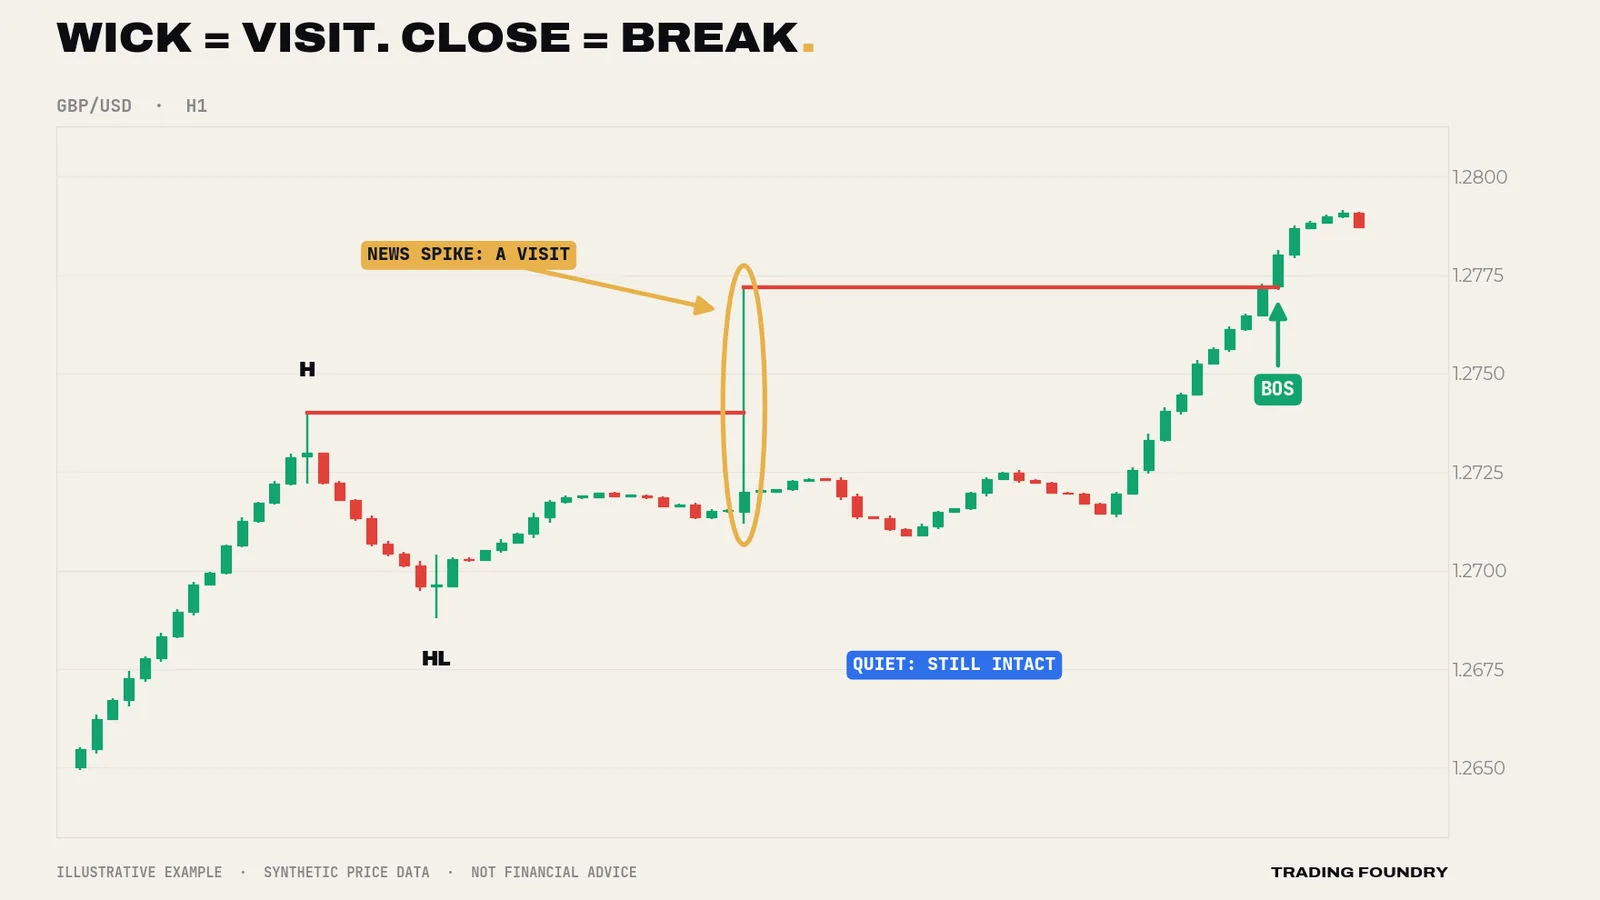 WICK = VISIT. CLOSE = BREAK.
GBP/USD · H1
1.2800
NEWS SPIKE: A VISIT
1.2775
H
1.2750
BOS
1.2725
1.2700
HL
QUIET: STILL INTACT
1.2675
1.2650
ILLUSTRATIVE EXAMPLE · SYNTHETIC PRICE DATA · NOT FINANCIAL ADVICE
TRADING FOUNDRY